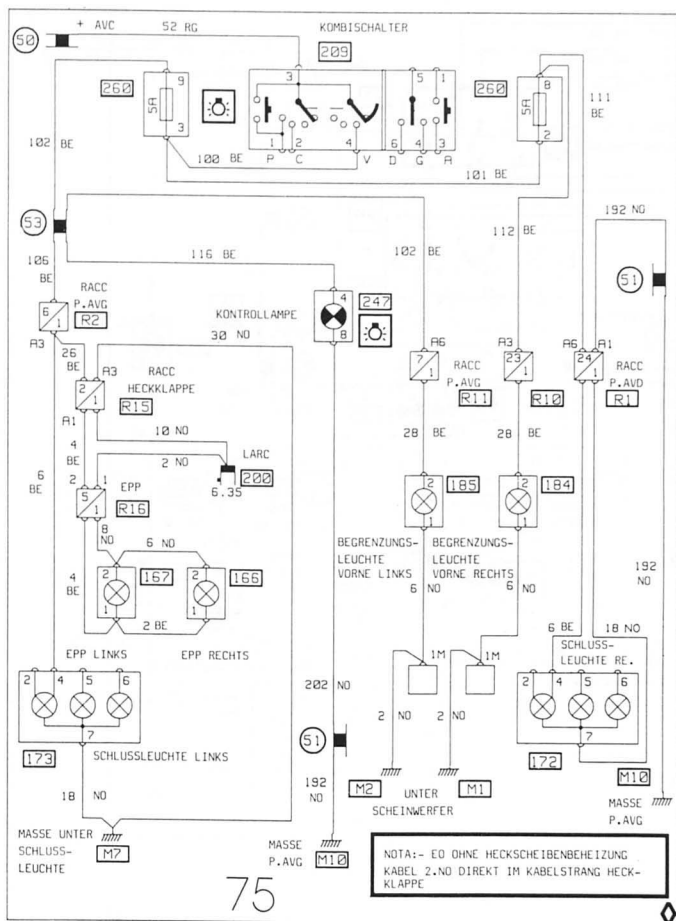 + AVC
52 RG
KOMBISCHALTER
50
209
260
5A
9
3
3
5
1
260
5A
8
2
111
BE
102 BE
1
2
4
6
4
3
P C V D G A
100 BE
101 BE
192 NO
53
116 BE
102 BE
112
BE
51
106
BE
RACC
P.AVG
R2
6
1
KONTROLLAMPE
4
8
247
30 NO
A3
26
BE
A3
RACC
HECKKLAPPE
R15
2
1
A1
A6
7
1
RACC
P.AVG
R11
A3
23
1
R10
A6
A1
24
1
RACC
P.AVD
R1
10 NO
4
BE
2 NO
LARC
200
6.35
28 BE
28 BE
6
BE
2
1
EPP
R16
5
1
8
NO
6 NO
2
1
185
2
1
184
2
1
167
2
1
166
4
BE
2 BE
BEGRENZUNGS-
LEUCHTE
VORNE LINKS
BEGRENZUNGS-
LEUCHTE
VORNE RECHTS
6
NO
6
NO
192
NO
6 BE
18 NO
EPP LINKS
EPP RECHTS
1M
1M
SCHLUSS-
LEUCHTE RE.
2 4 5 6
7
2 4 5 6
7
202 NO
2 NO
2 NO
51
173
SCHLUSSLEUCHTE LINKS
172
M10
192
NO
M2
UNTER
SCHEINWERFER
M1
MASSE
P.AVG
18 NO
MASSE UNTER
SCHLUSS-
LEUCHTE
M7
MASSE
P.AVG
M10
NOTA:- EO OHNE HECKSCHEIBENBEHEIZUNG
KABEL 2.NO DIREKT IM KABELSTRANG HECK-
KLAPPE
75